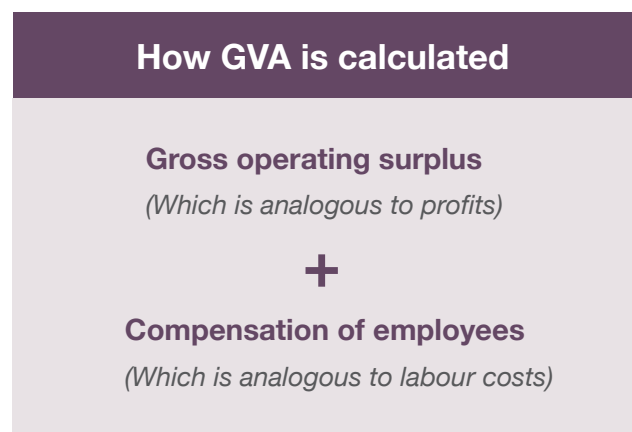 How GVA is calculated
Gross operating surplus
(Which is analogous to profits)
+
Compensation of employees
(Which is analogous to labour costs)